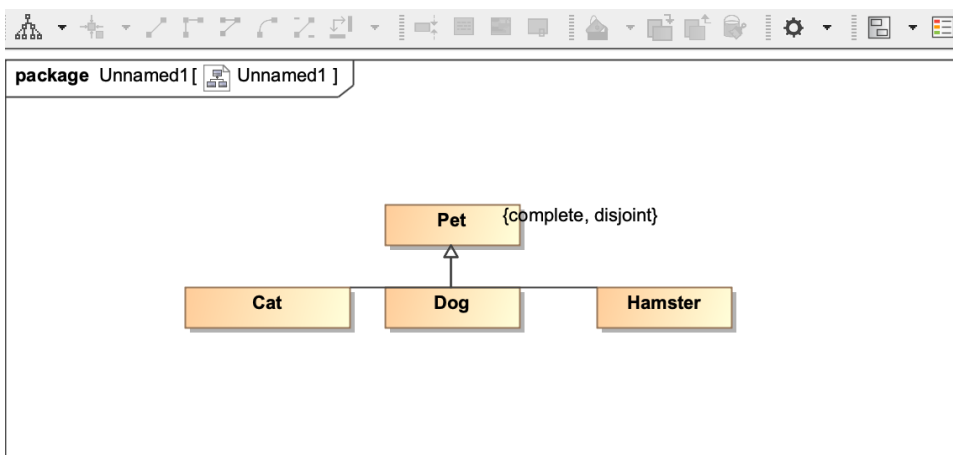 package Unnamed1 [ Unnamed1 ]
Pet {complete, disjoint}
Cat Dog Hamster